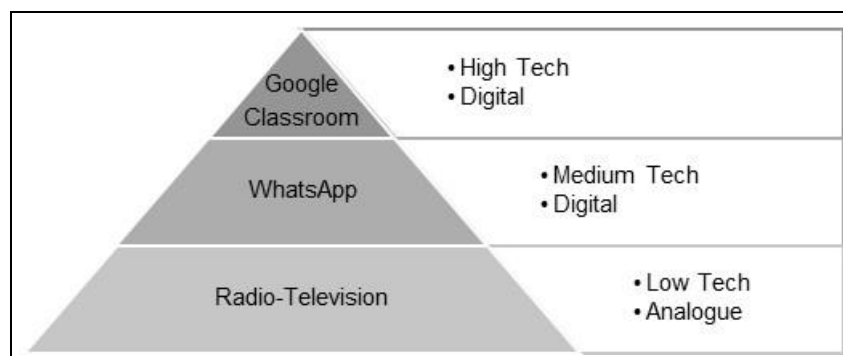 Google
Classroom
• High Tech
• Digital
WhatsApp
• Medium Tech
• Digital
Radio-Television
• Low Tech
• Analogue